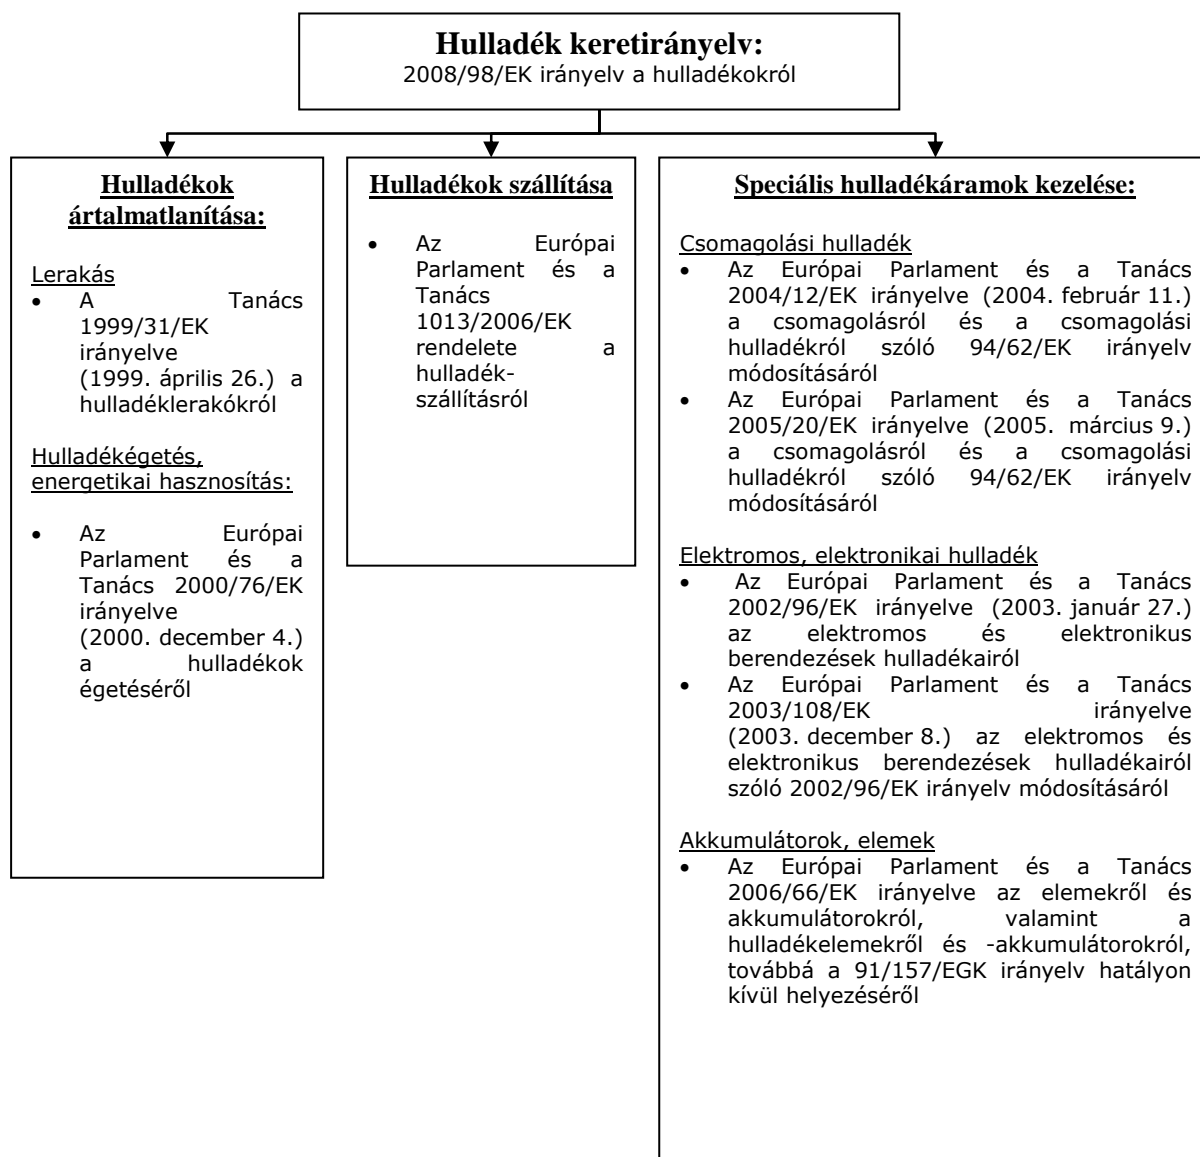 Hulladék keretirányelv:
2008/98/EK irányelv a hulladékokról
Hulladékok
ártalmatlanítása:
Lerakás
• A Tanács
1999/31/EK
irányelve
(1999. április 26.) a
hulladéklerakókról
Hulladékégetés,
energetikai hasznosítás:
• Az Európai
Parlament és a
Tanács 2000/76/EK
irányelve
(2000. december 4.)
a hulladékok
égetéséről
Hulladékok szállítása
• Az Európai
Parlament és a
Tanács
1013/2006/EK
rendelete a
hulladék-
szállításról
Speciális hulladékáramok kezelése:
Csomagolási hulladék
• Az Európai Parlament és a Tanács
2004/12/EK irányelve (2004. február 11.)
a csomagolásról és a csomagolási
hulladékról szóló 94/62/EK irányelv
módosításáról
• Az Európai Parlament és a Tanács
2005/20/EK irányelve (2005. március 9.)
a csomagolásról és a csomagolási
hulladékról szóló 94/62/EK irányelv
módosításáról
Elektromos, elektronikai hulladék
• Az Európai Parlament és a Tanács
2002/96/EK irányelve (2003. január 27.)
az elektromos és elektronikus
berendezések hulladékairól
• Az Európai Parlament és a Tanács
2003/108/EK irányelve
(2003. december 8.) az elektromos és
elektronikus berendezések hulladékairól
szóló 2002/96/EK irányelv módosításáról
Akkumulátorok, elemek
• Az Európai Parlament és a Tanács
2006/66/EK irányelve az elemekről és
akkumulátorokról, valamint a
hulladékelemekről és -akkumulátorokról,
továbbá a 91/157/EGK irányelv hatályon
kívül helyezéséről